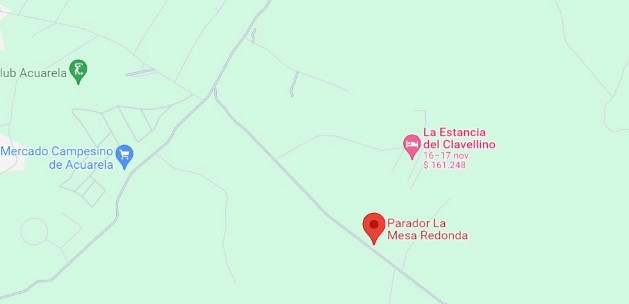 lub Acuarela
La Estancia
del Clavellino
16–17 nov
$ 161.248
Mercado Campesino
de Acuarela
Parador La
Mesa Redonda